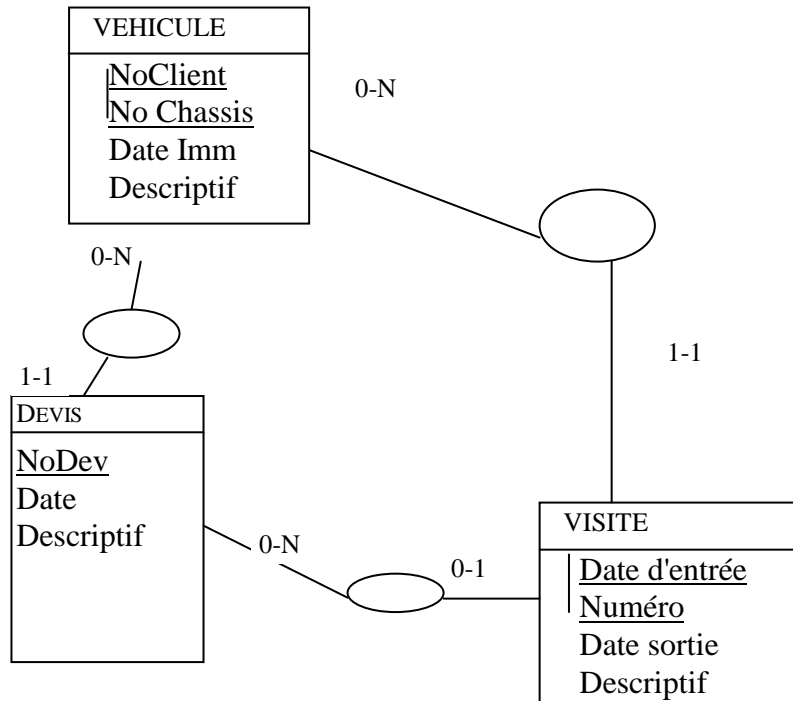 VEHICULE
NoClient
No Chassis
Date Imm
Descriptif
0-N
0-N
1-1
1-1
DEVIS
NoDev
Date
Descriptif
0-N
0-1
VISITE
Date d'entrée
Numéro
Date sortie
Descriptif